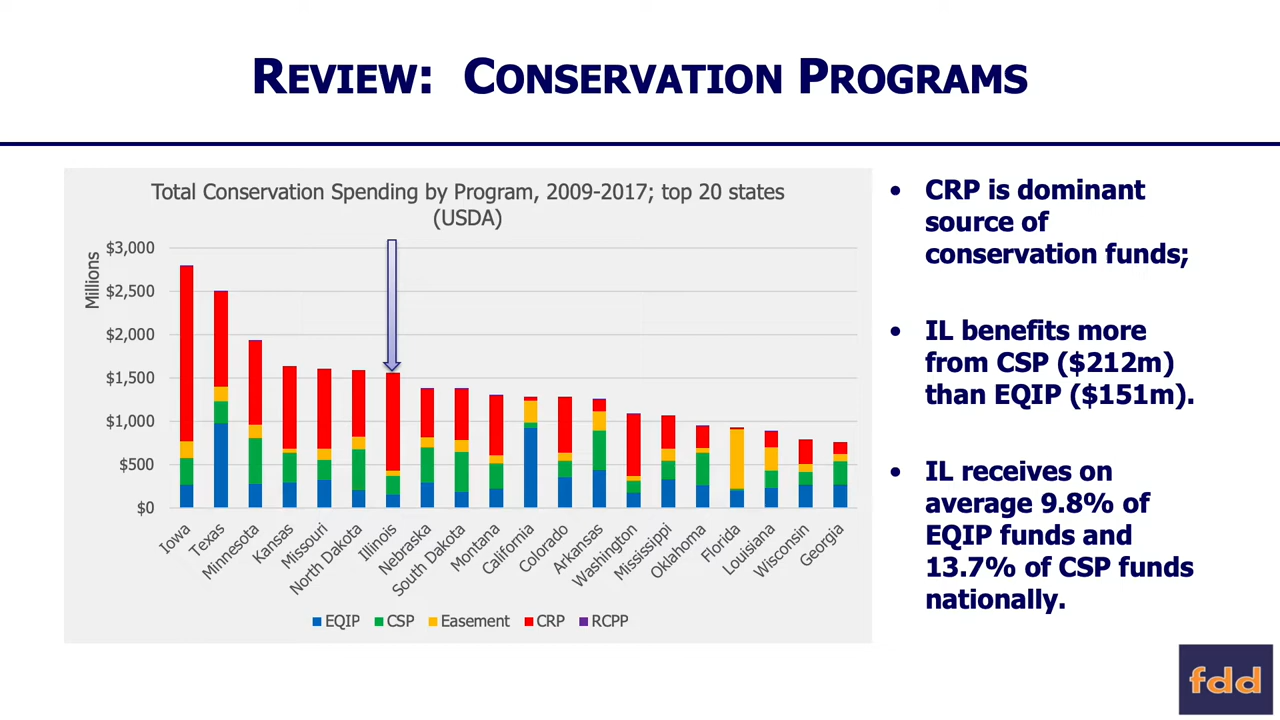 REVIEW: CONSERVATION PROGRAMS
Total Conservation Spending by Program, 2009-2017; top 20 states
(USDA)
Millions
$3,000
$2,500
$2,000
$1,500
$1,000
$500
$0
Iowa
Texas
Minnesota
Kansas
Missouri
North Dakota
Illinois
Nebraska
South Dakota
Montana
California
Colorado
Arkansas
Washington
Mississippi
Oklahoma
Florida
Louisiana
Wisconsin
Georgia
EQIP CSP Easement CRP RCPP
• CRP is dominant
source of
conservation funds;
• IL benefits more
from CSP ($212m)
than EQIP ($151m).
• IL receives on
average 9.8% of
EQIP funds and
13.7% of CSP funds
nationally.
fdd